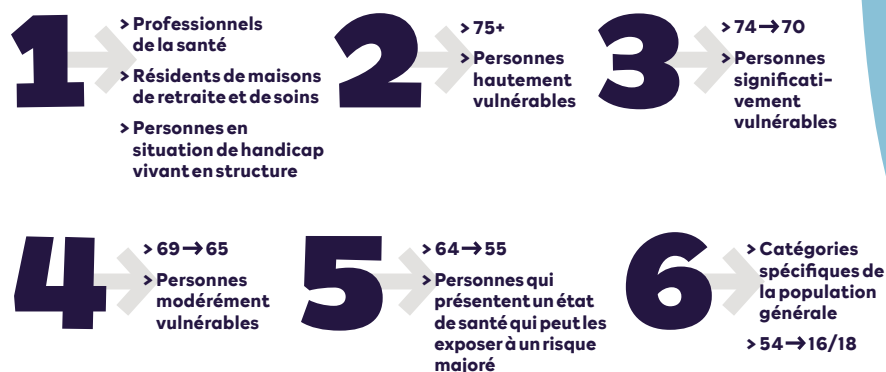 1
> Professionnels
de la santé
> Résidents de maisons
de retraite et de soins
> Personnes en
situation de handicap
vivant en structure
2
> 75+
> Personnes
hautement
vulnérables
3
> 74→70
> Personnes
significati-
vement
vulnérables
4
> 69→65
> Personnes
modérément
vulnérables
5
> 64→55
> Personnes qui
présentent un état
de santé qui peut les
exposer à un risque
majoré
6
> Catégories
spécifiques de
la population
générale
> 54→16/18